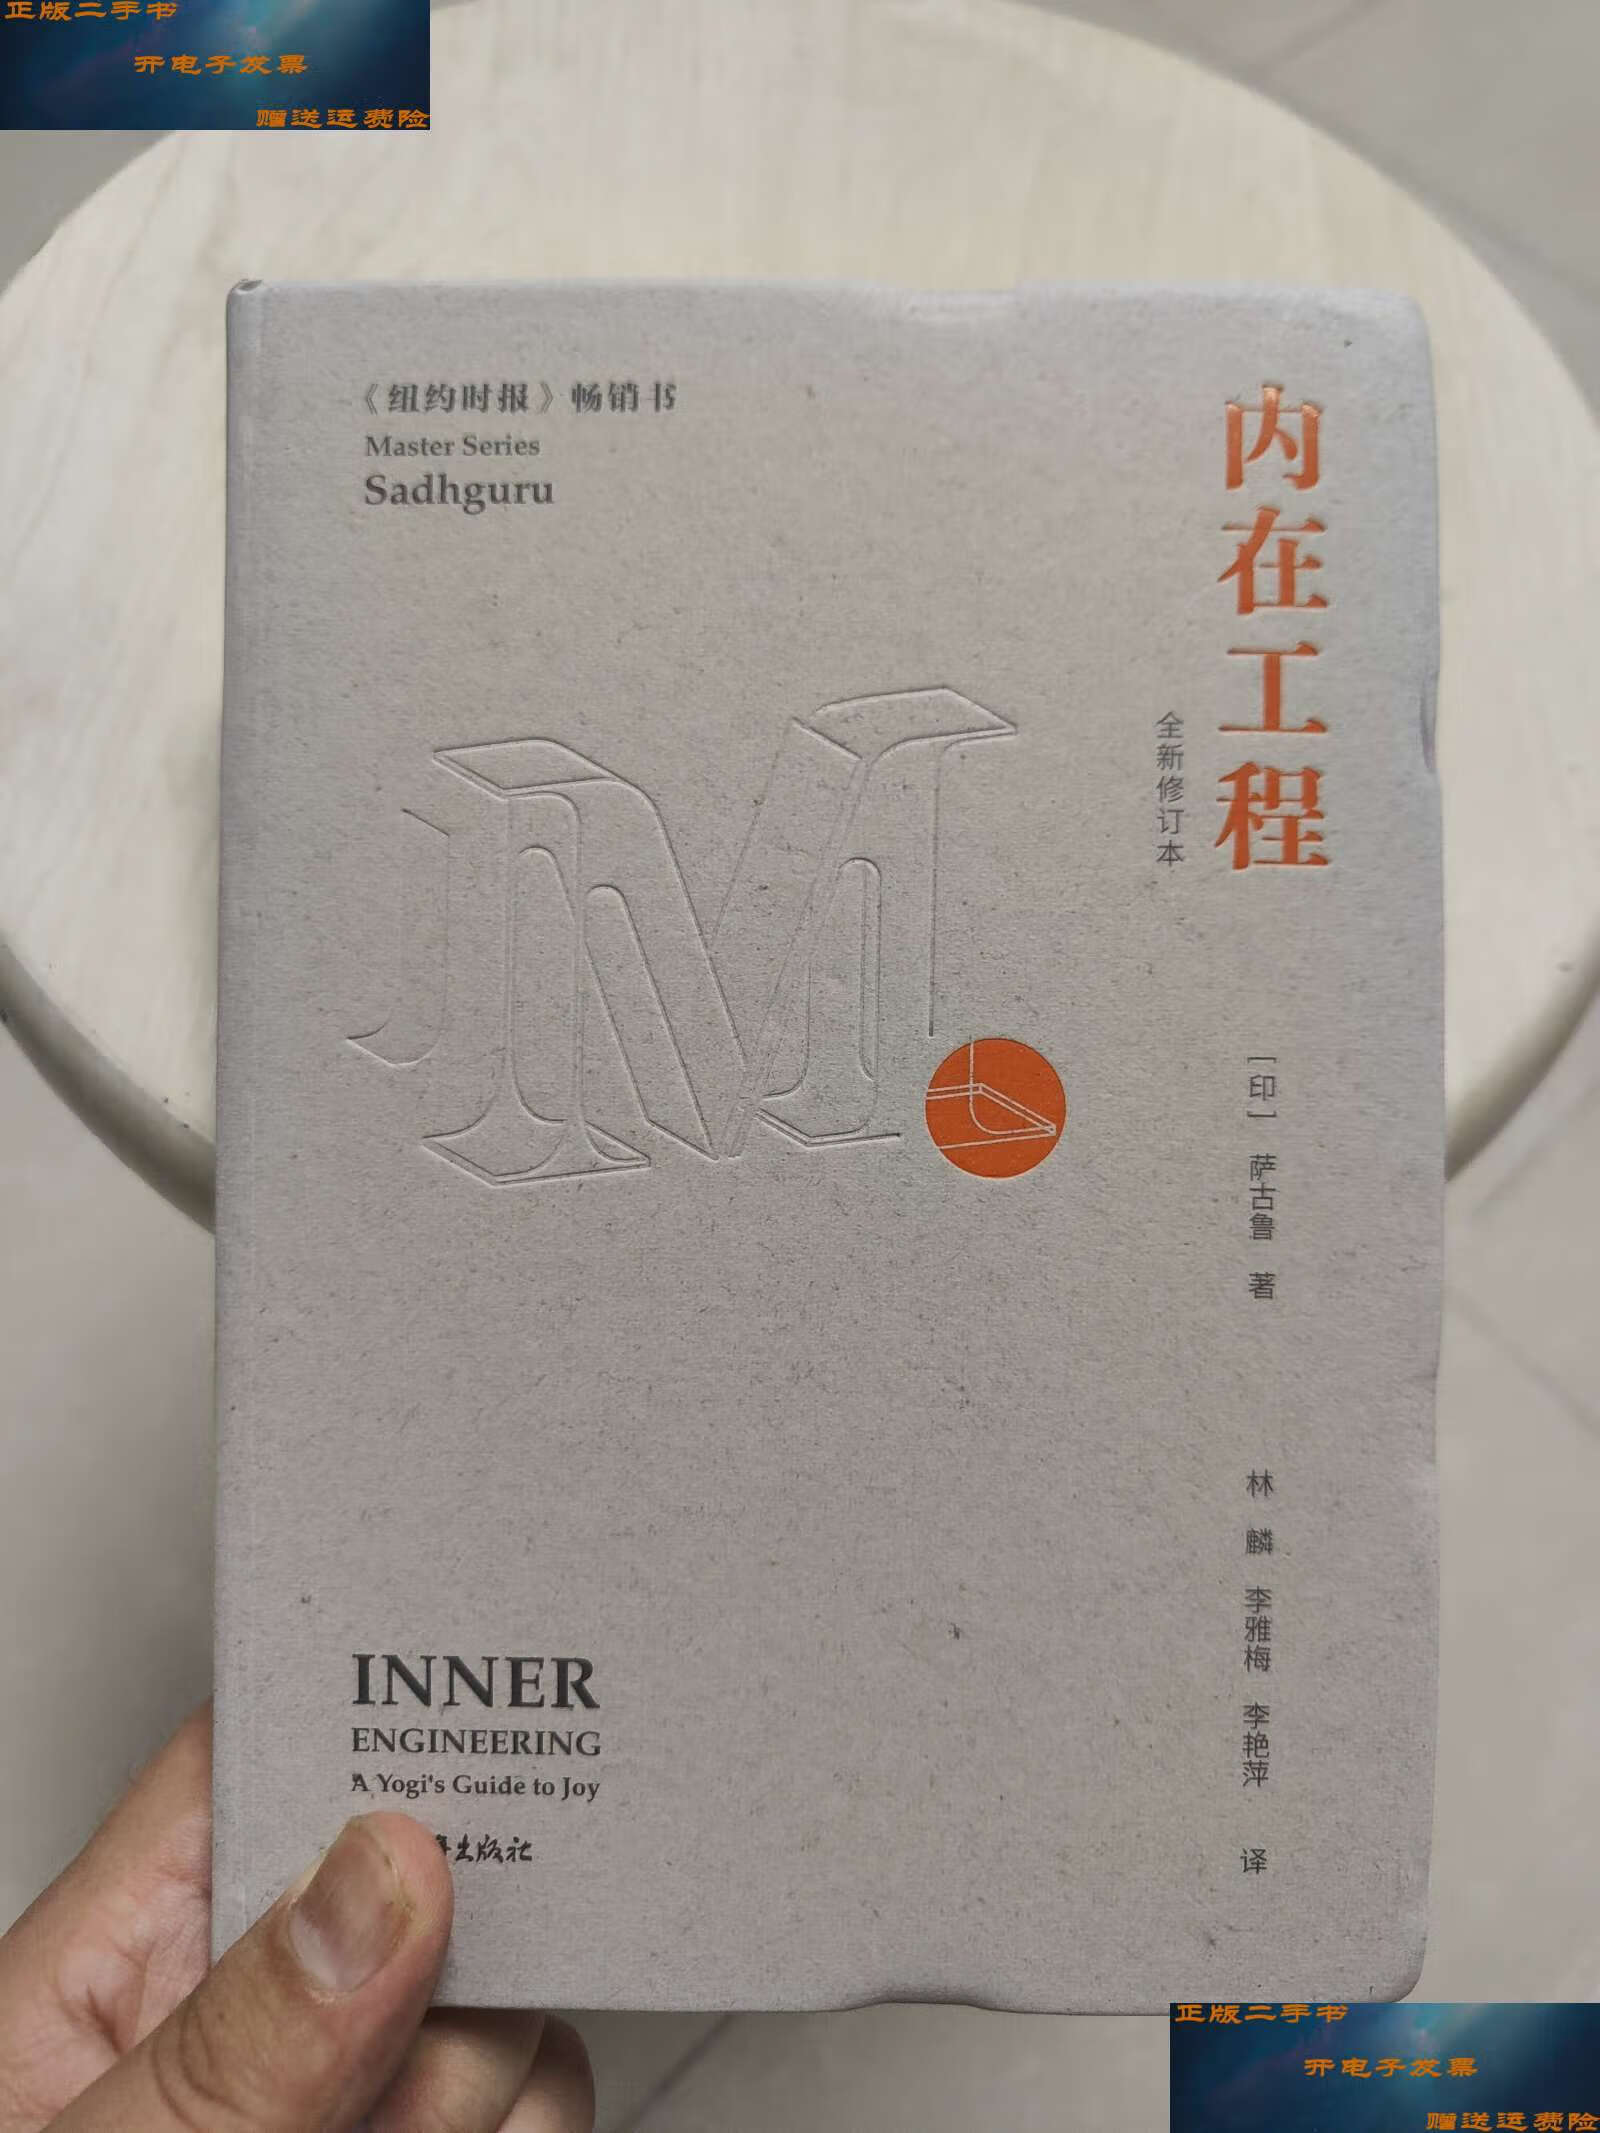 正版二手书
开电子发票
赠送运费险
《纽约时报》畅销书
Master Series
Sadhguru
内在工程
全新修订本
[印] 萨古鲁 著
林麟 李雅梅 李艳萍 译
INNER
ENGINEERING
A Yogi's Guide to Joy
出版社
正版二手书
开电子发票
赠送运费险